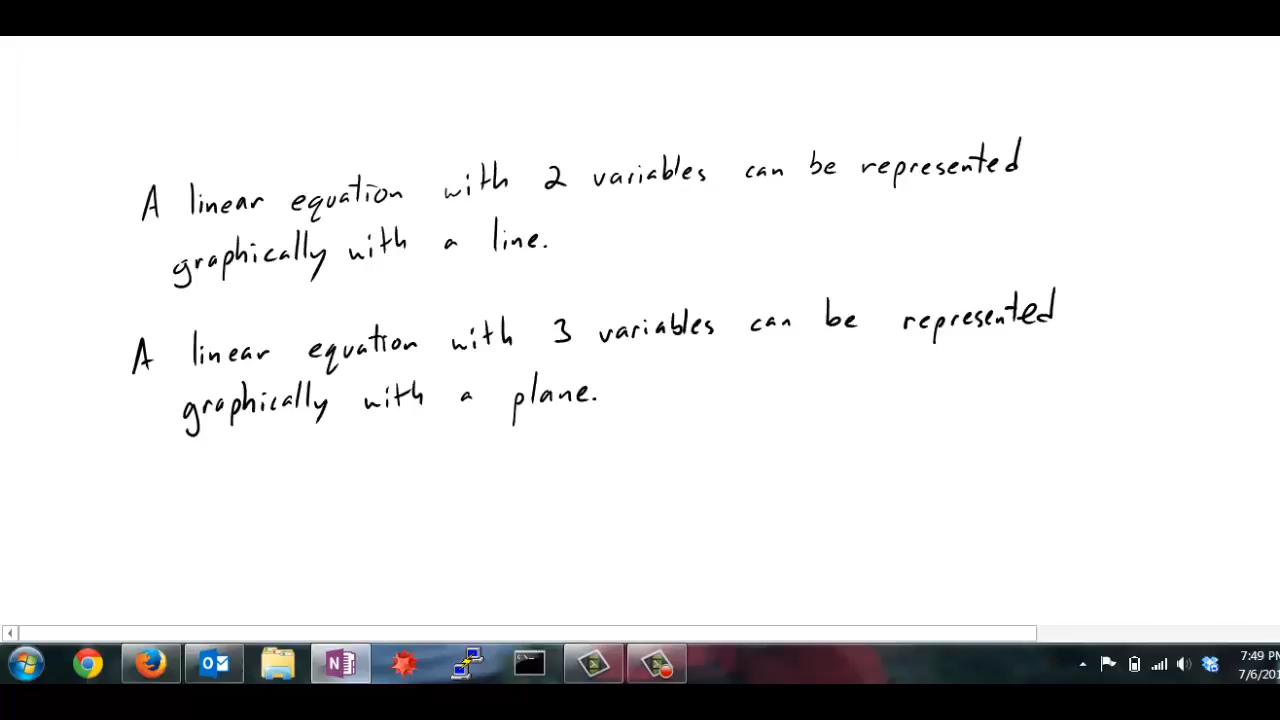 A linear equation with 2 variables can be represented
graphically with a line.
A linear equation with 3 variables can be represented
graphically with a plane.
7:49 PM